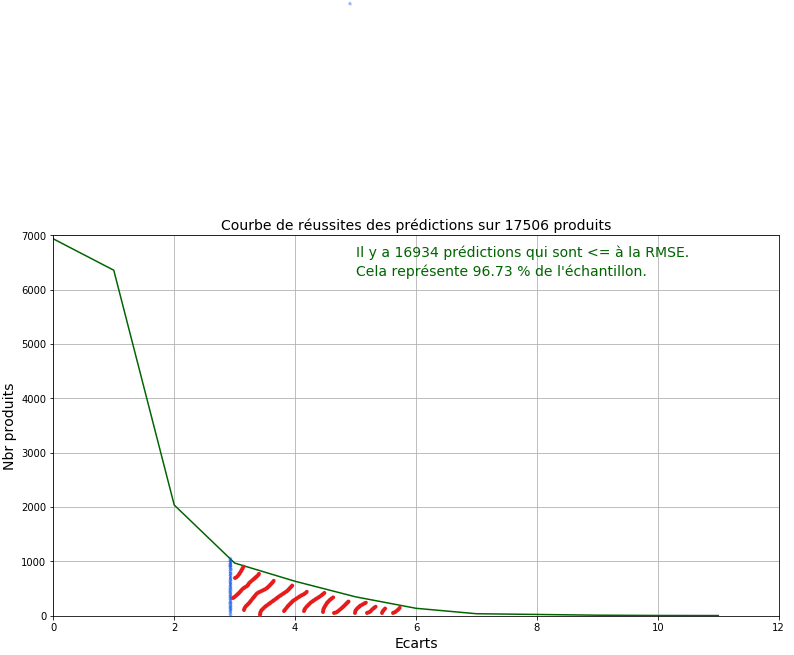 Courbe de réussites des prédictions sur 17506 produits
Il y a 16934 prédictions qui sont <= à la RMSE.
Cela représente 96.73 % de l'échantillon.
Nbr produits
7000
6000
5000
4000
3000
2000
1000
0
0 2 4 6 8 10 12
Ecarts